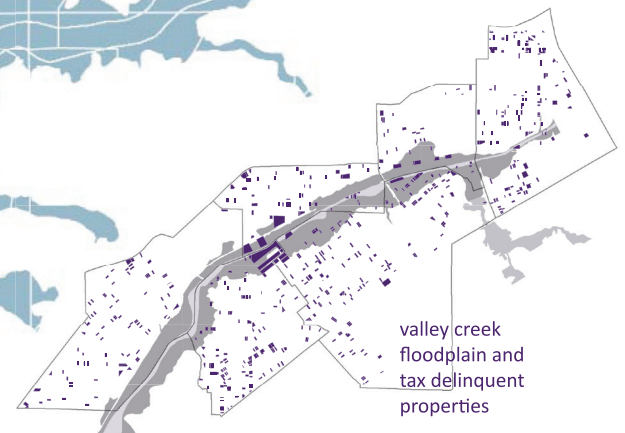 valley creek
floodplain and
tax delinquent
properties